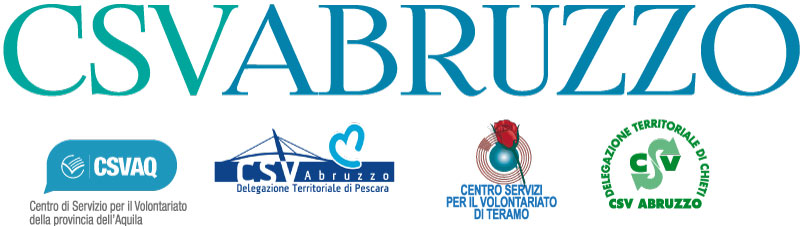 CSVABRUZZO
CSVAQ
Centro di Servizio per il Volontariato
della provincia dell'Aquila
CSV Abruzzo
Delegazione Territoriale di Pescara
CENTRO SERVIZI
PER IL VOLONTARIATO
DI TERAMO
DELEGAZIONE TERRITORIALE DI CHIETI
CSV
CSV ABRUZZO